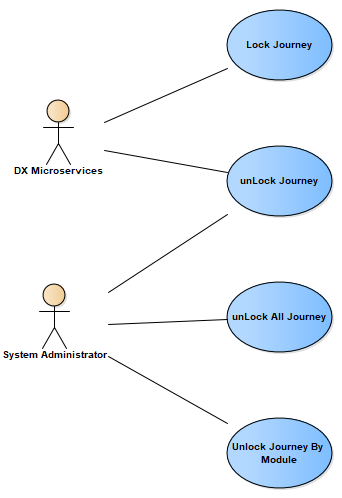 Lock Journey
DX Microservices
unLock Journey
unLock All Journey
System Administrator
Unlock Journey By
Module